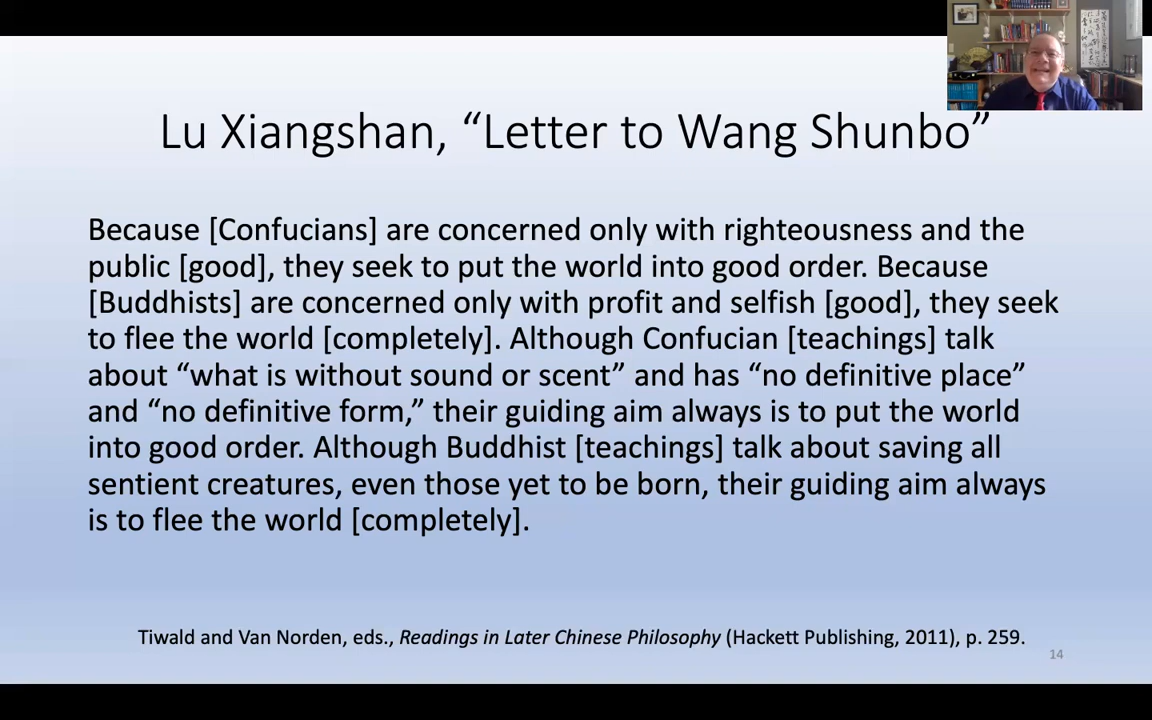 Lu Xiangshan, “Letter to Wang Shunbo”
Because [Confucians] are concerned only with righteousness and the
public [good], they seek to put the world into good order. Because
[Buddhists] are concerned only with profit and selfish [good], they seek
to flee the world [completely]. Although Confucian [teachings] talk
about “what is without sound or scent” and has “no definitive place”
and “no definitive form,” their guiding aim always is to put the world
into good order. Although Buddhist [teachings] talk about saving all
sentient creatures, even those yet to be born, their guiding aim always
is to flee the world [completely].
Tiwald and Van Norden, eds., Readings in Later Chinese Philosophy (Hackett Publishing, 2011), p. 259.
14